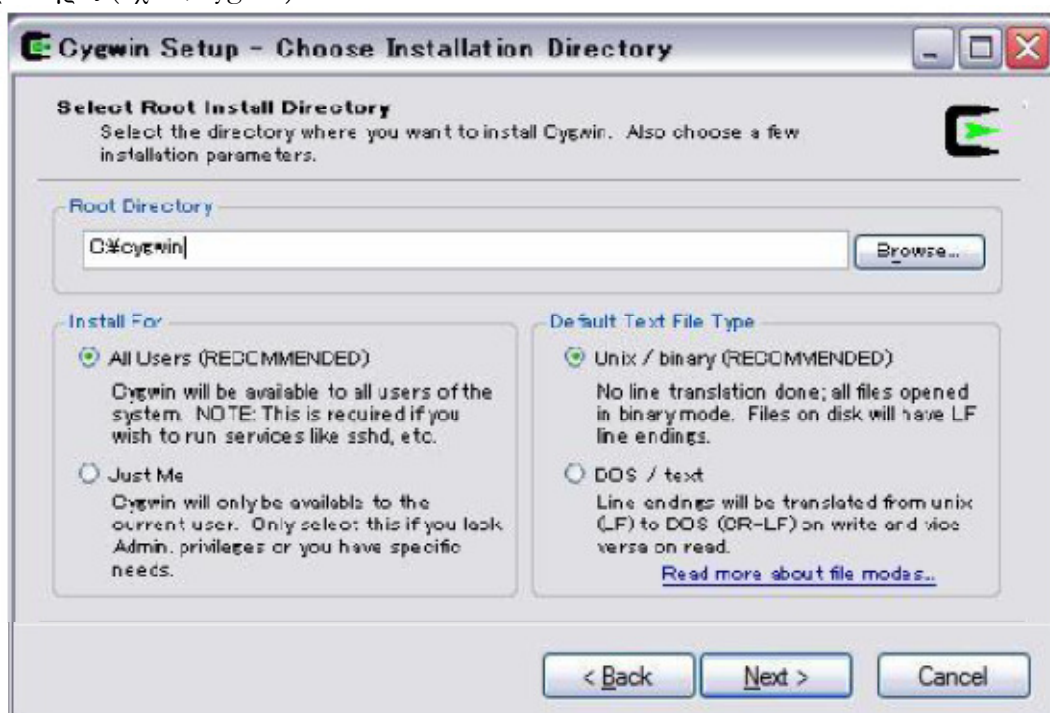 Cygwin Setup - Choose Installation Directory
Select Root Install Directory
Select the directory where you want to install Cygwin. Also choose a few
installation parameters.
Root Directory
C:¥cygwin
Browse...
Install For
All Users (RECOMMENDED)
Cygwin will be available to all users of the
system. NOTE: This is required if you
wish to run services like sshd, etc.
Just Me
Cygwin will only be available to the
current user. Only select this if you lack
Admin. privileges or you have specific
needs.
Default Text File Type
Unix / binary (RECOMMENDED)
No line translation done; all files opened
in binary mode. Files on disk will have LF
line endings.
DOS / text
Line endings will be translated from unix
(LF) to DOS (CR-LF) on write and vice
versa on read.
Read more about file modes...
< Back
Next >
Cancel